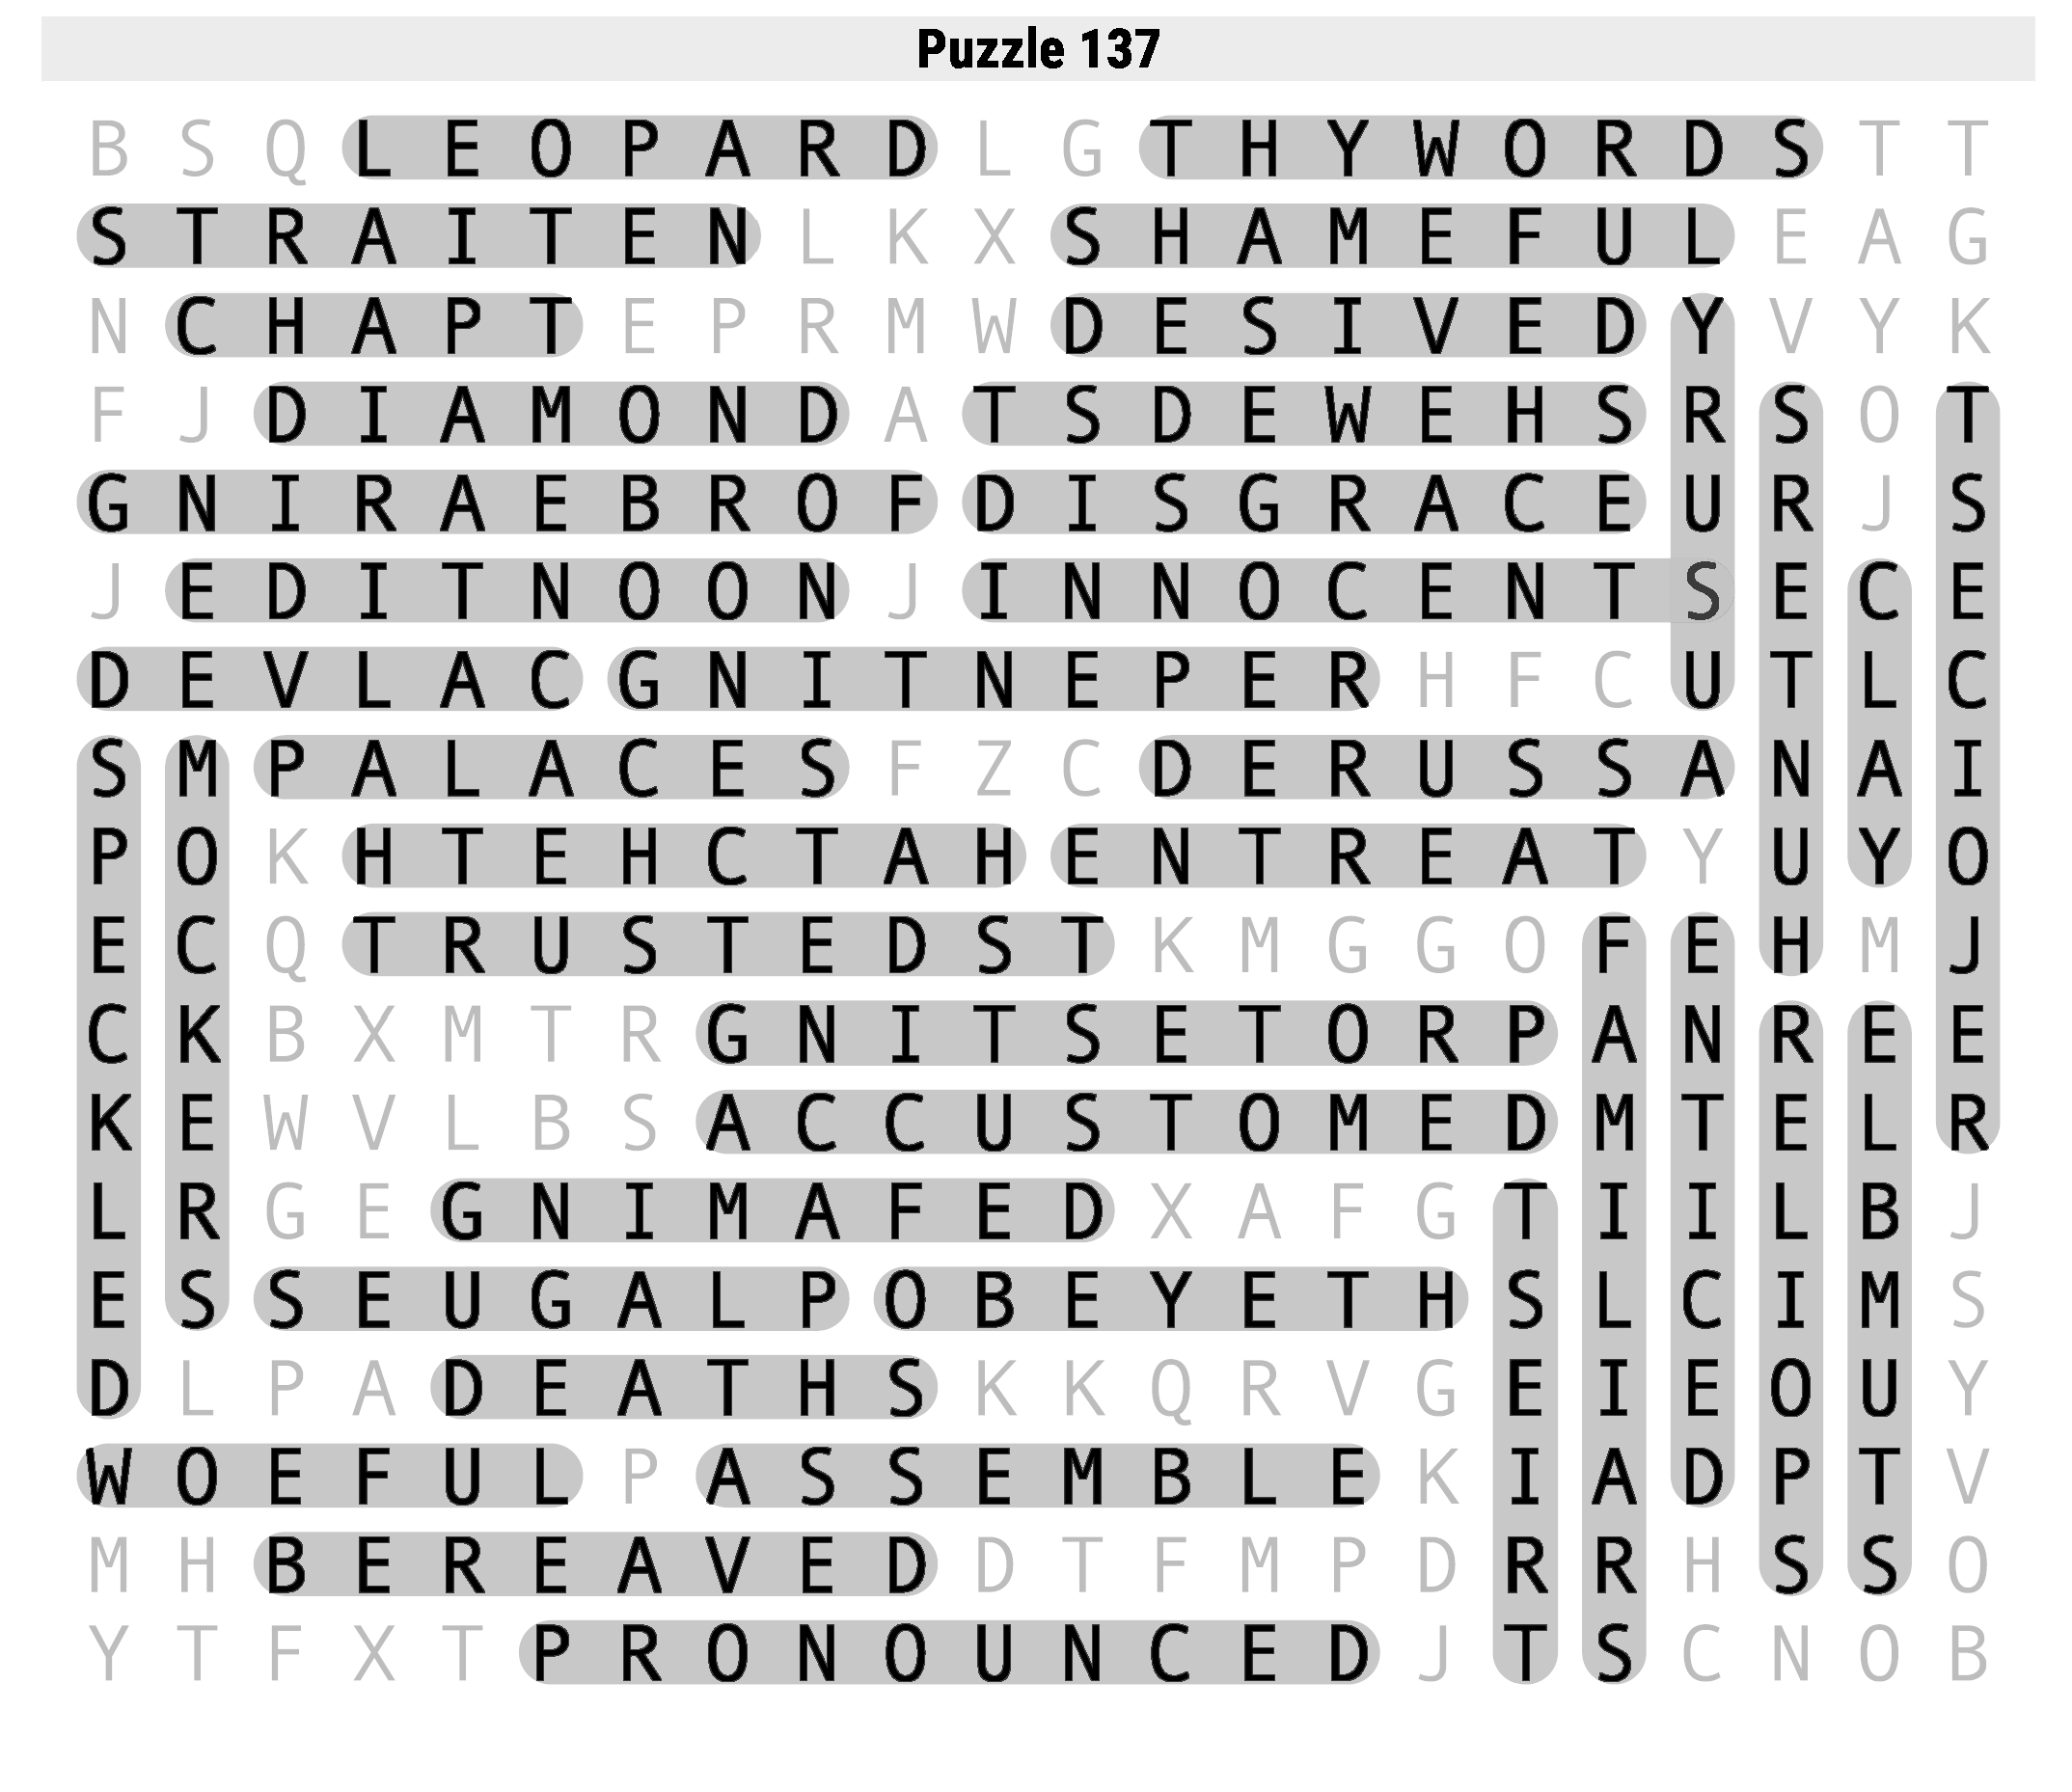 Puzzle 137
B S Q L E O P A R D L G T H Y W O R D S T T
S T R A I T E N L K X S H A M E F U L E A G
N C H A P T E P R M W D E S I V E D Y V Y K
F J D I A M O N D A T S D E W E H S R S O T
G N I R A E B R O F D I S G R A C E U R J S
J E D I T N O O N J I N N O C E N T S E C E
D E V L A C G N I T N E P E R H F C U T L C
S M P A L A C E S F Z C D E R U S S A N A I
P O K H T E H C T A H E N T R E A T Y U Y O
E C Q T R U S T E D S T K M G G O F E H M J
C K B X M T R G N I T S E T O R P A N R E E
K E W V L B S A C C U S T O M E D M T E L R
L R G E G N I M A F E D X A F G T I I L B J
E S S E U G A L P O B E Y E T H S L C I M S
D L P A D E A T H S K K Q R V G E I E O U Y
W O E F U L P A S S E M B L E K I A D P T V
M H B E R E A V E D D T F M P D R R H S S O
Y T F X T P R O N O U N C E D J T S C N O B